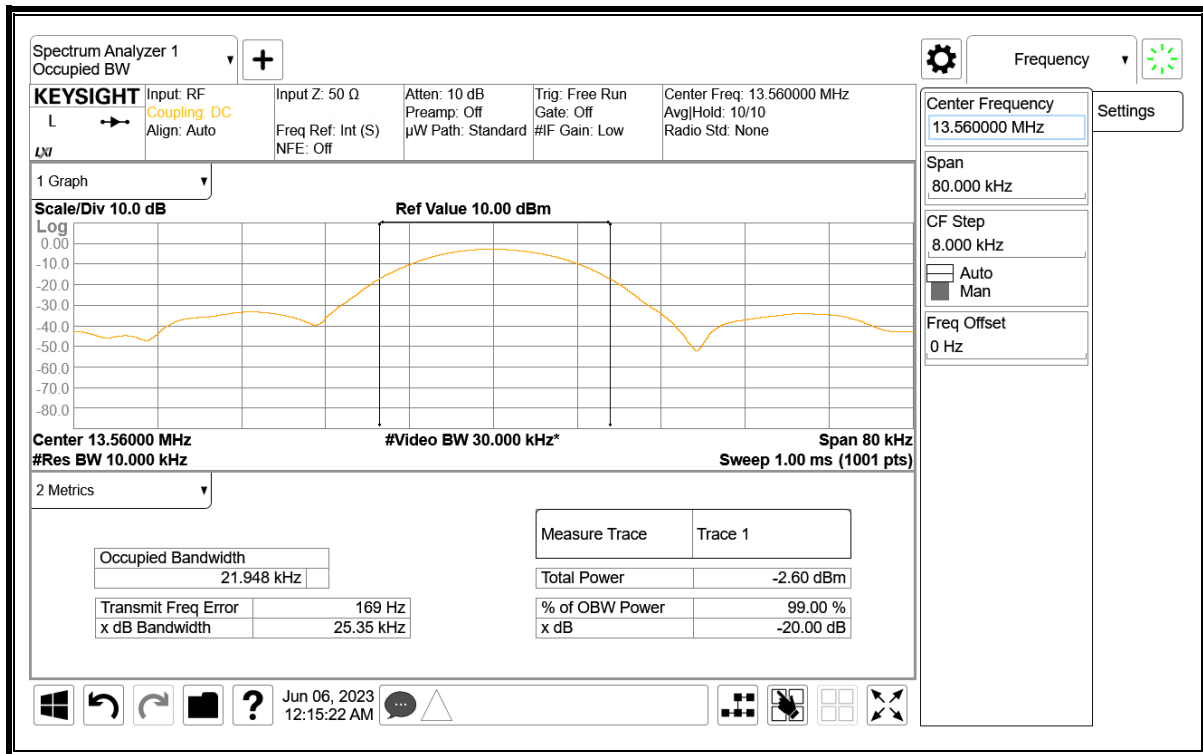 Spectrum Analyzer 1
Occupied BW
▼
+
Frequency
▼
KEYSIGHT
L
LXI
Input: RF
Coupling: DC
Align: Auto
Input Z: 50 Ω
Freq Ref: Int (S)
NFE: Off
Atten: 10 dB
Preamp: Off
µW Path: Standard
Trig: Free Run
Gate: Off
#IF Gain: Low
Center Freq: 13.560000 MHz
Avg|Hold: 10/10
Radio Std: None
Center Frequency
13.560000 MHz
Settings
Span
80.000 kHz
CF Step
8.000 kHz
Auto
Man
Freq Offset
0 Hz
1 Graph ▼
Scale/Div 10.0 dB
Ref Value 10.00 dBm
Log
0.00
-10.0
-20.0
-30.0
-40.0
-50.0
-60.0
-70.0
-80.0
Center 13.56000 MHz
#Video BW 30.000 kHz*
Span 80 kHz
#Res BW 10.000 kHz
Sweep 1.00 ms (1001 pts)
2 Metrics ▼
Measure Trace Trace 1
Occupied Bandwidth
21.948 kHz
Total Power -2.60 dBm
Transmit Freq Error 169 Hz
% of OBW Power 99.00 %
x dB Bandwidth 25.35 kHz
x dB -20.00 dB
?
Jun 06, 2023
12:15:22 AM